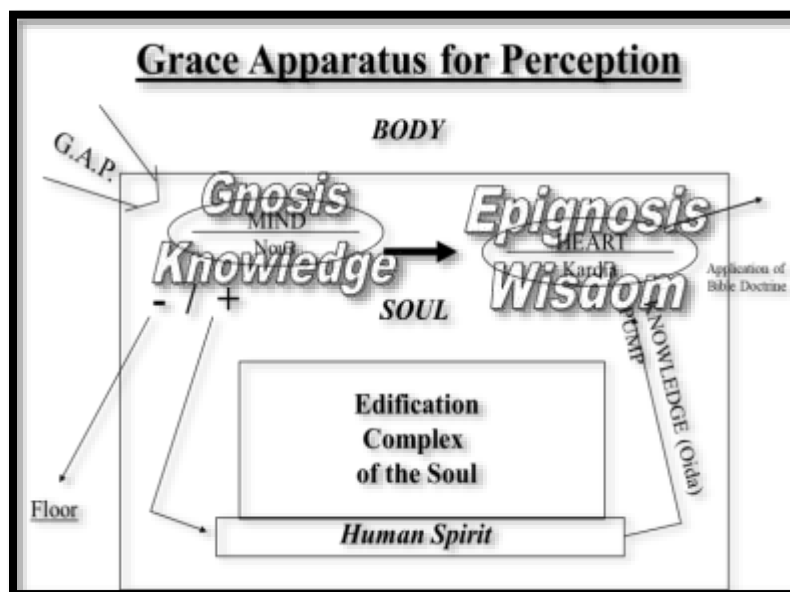 Grace Apparatus for Perception
BODY
G.A.P.
Gnosis
MIND
Nous
Knowledge
- / +
Epignosis
HEART
Kardia
Wisdom
Application of
Bible Doctrine
SOUL
PUMP
KNOWLEDGE (Oida)
Edification
Complex
of the Soul
Floor
Human Spirit